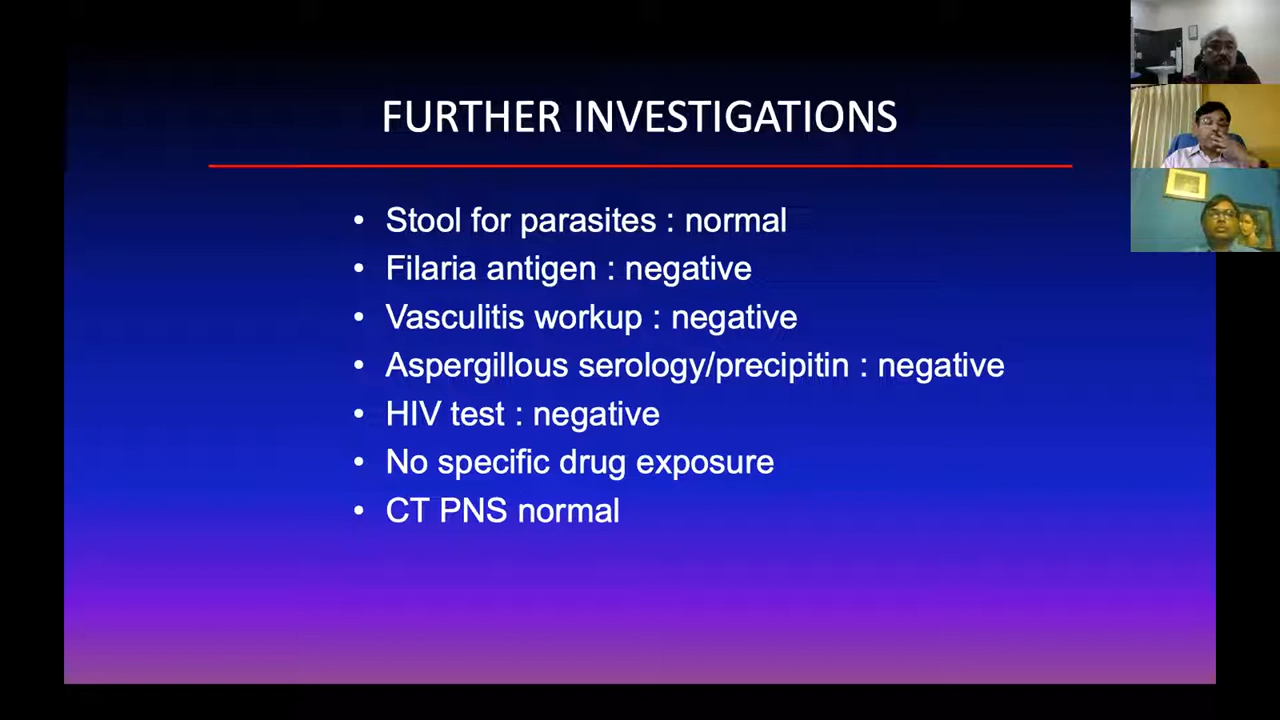 FURTHER INVESTIGATIONS
• Stool for parasites : normal
• Filaria antigen : negative
• Vasculitis workup : negative
• Aspergillous serology/precipitin : negative
• HIV test : negative
• No specific drug exposure
• CT PNS normal